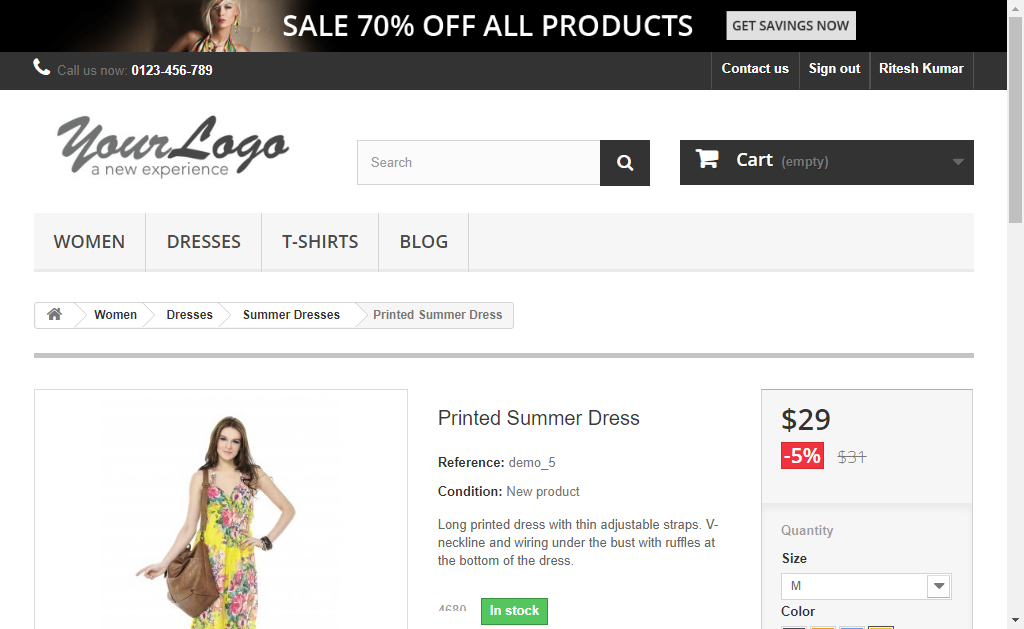 SALE 70% OFF ALL PRODUCTS
GET SAVINGS NOW
Call us now: 0123-456-789
Contact us
Sign out
Ritesh Kumar
YourLogo
a new experience
Search
Cart (empty)
WOMEN
DRESSES
T-SHIRTS
BLOG
Women
Dresses
Summer Dresses
Printed Summer Dress
Printed Summer Dress
Reference: demo_5
Condition: New product
Long printed dress with thin adjustable straps. V-
neckline and wiring under the bust with ruffles at
the bottom of the dress.
In stock
$29
-5% $31
Quantity
Size
M
Color